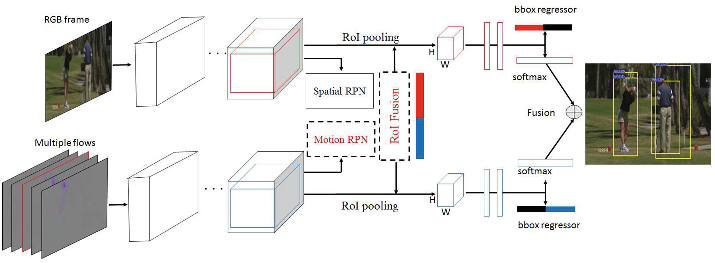 RGB frame
Multiple flows
RoI pooling
Spatial RPN
Motion RPN
RoI Fusion
RoI pooling
H
W
H
W
bbox regressor
softmax
Fusion
softmax
bbox regressor